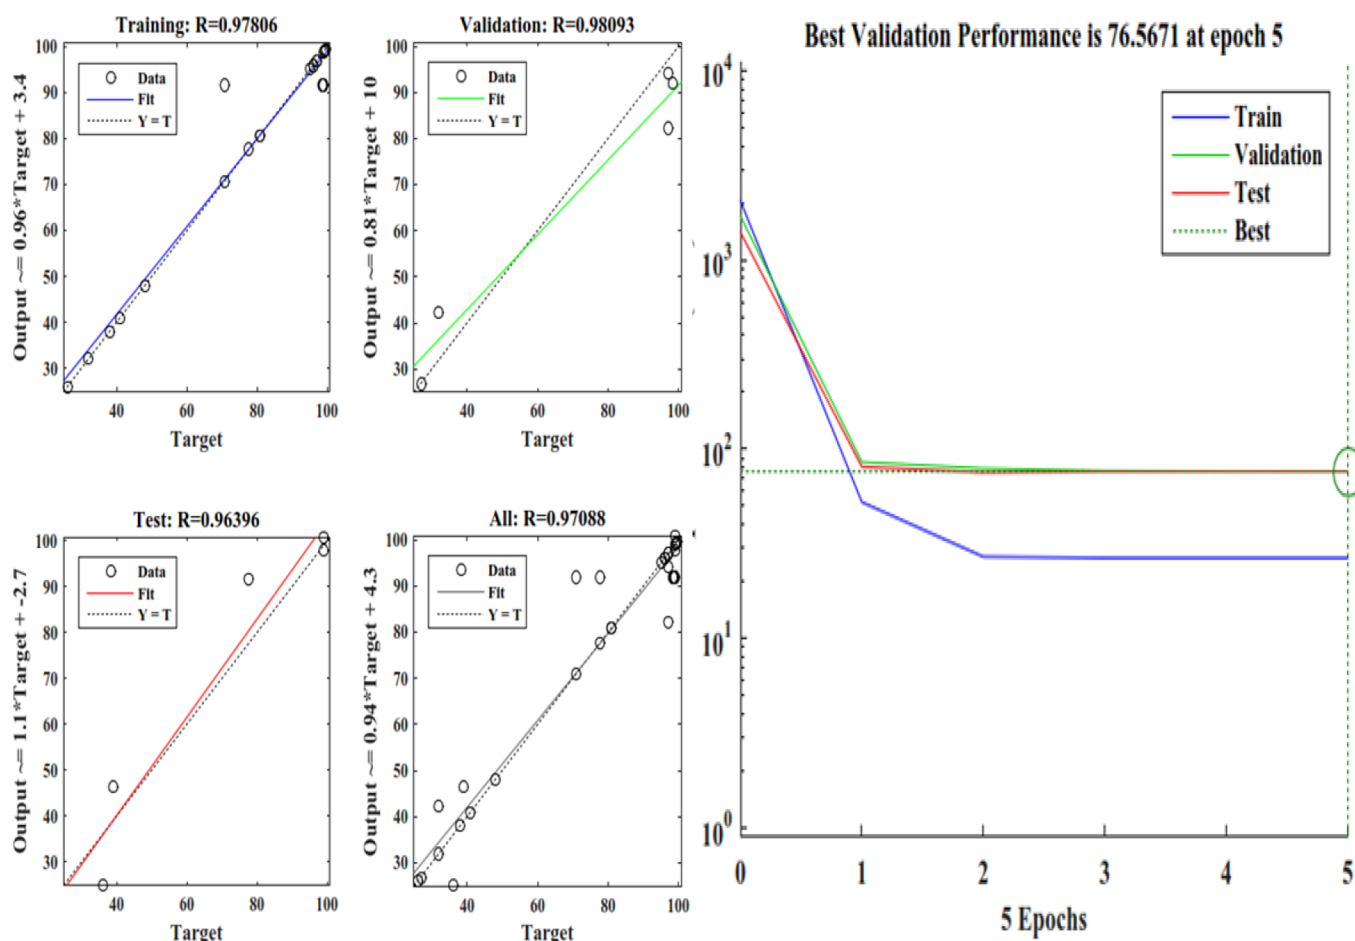 Training: R=0.97806
Output ~= 0.96*Target + 3.4
100
90
80
70
60
50
40
30
Data
Fit
Y = T
40
60
80
100
Target
Validation: R=0.98093
Output ~= 0.81*Target + 10
100
90
80
70
60
50
40
30
Data
Fit
Y = T
40
60
80
100
Target
Test: R=0.96396
Output ~= 1.1*Target + -2.7
100
90
80
70
60
50
40
30
Data
Fit
Y = T
40
60
80
100
Target
All: R=0.97088
Output ~= 0.94*Target + 4.3
100
90
80
70
60
50
40
30
Data
Fit
Y = T
40
60
80
100
Target
Best Validation Performance is 76.5671 at epoch 5
10^4
10^3
10^2
10^1
10^0
Train
Validation
Test
Best
0
1
2
3
4
5
5 Epochs